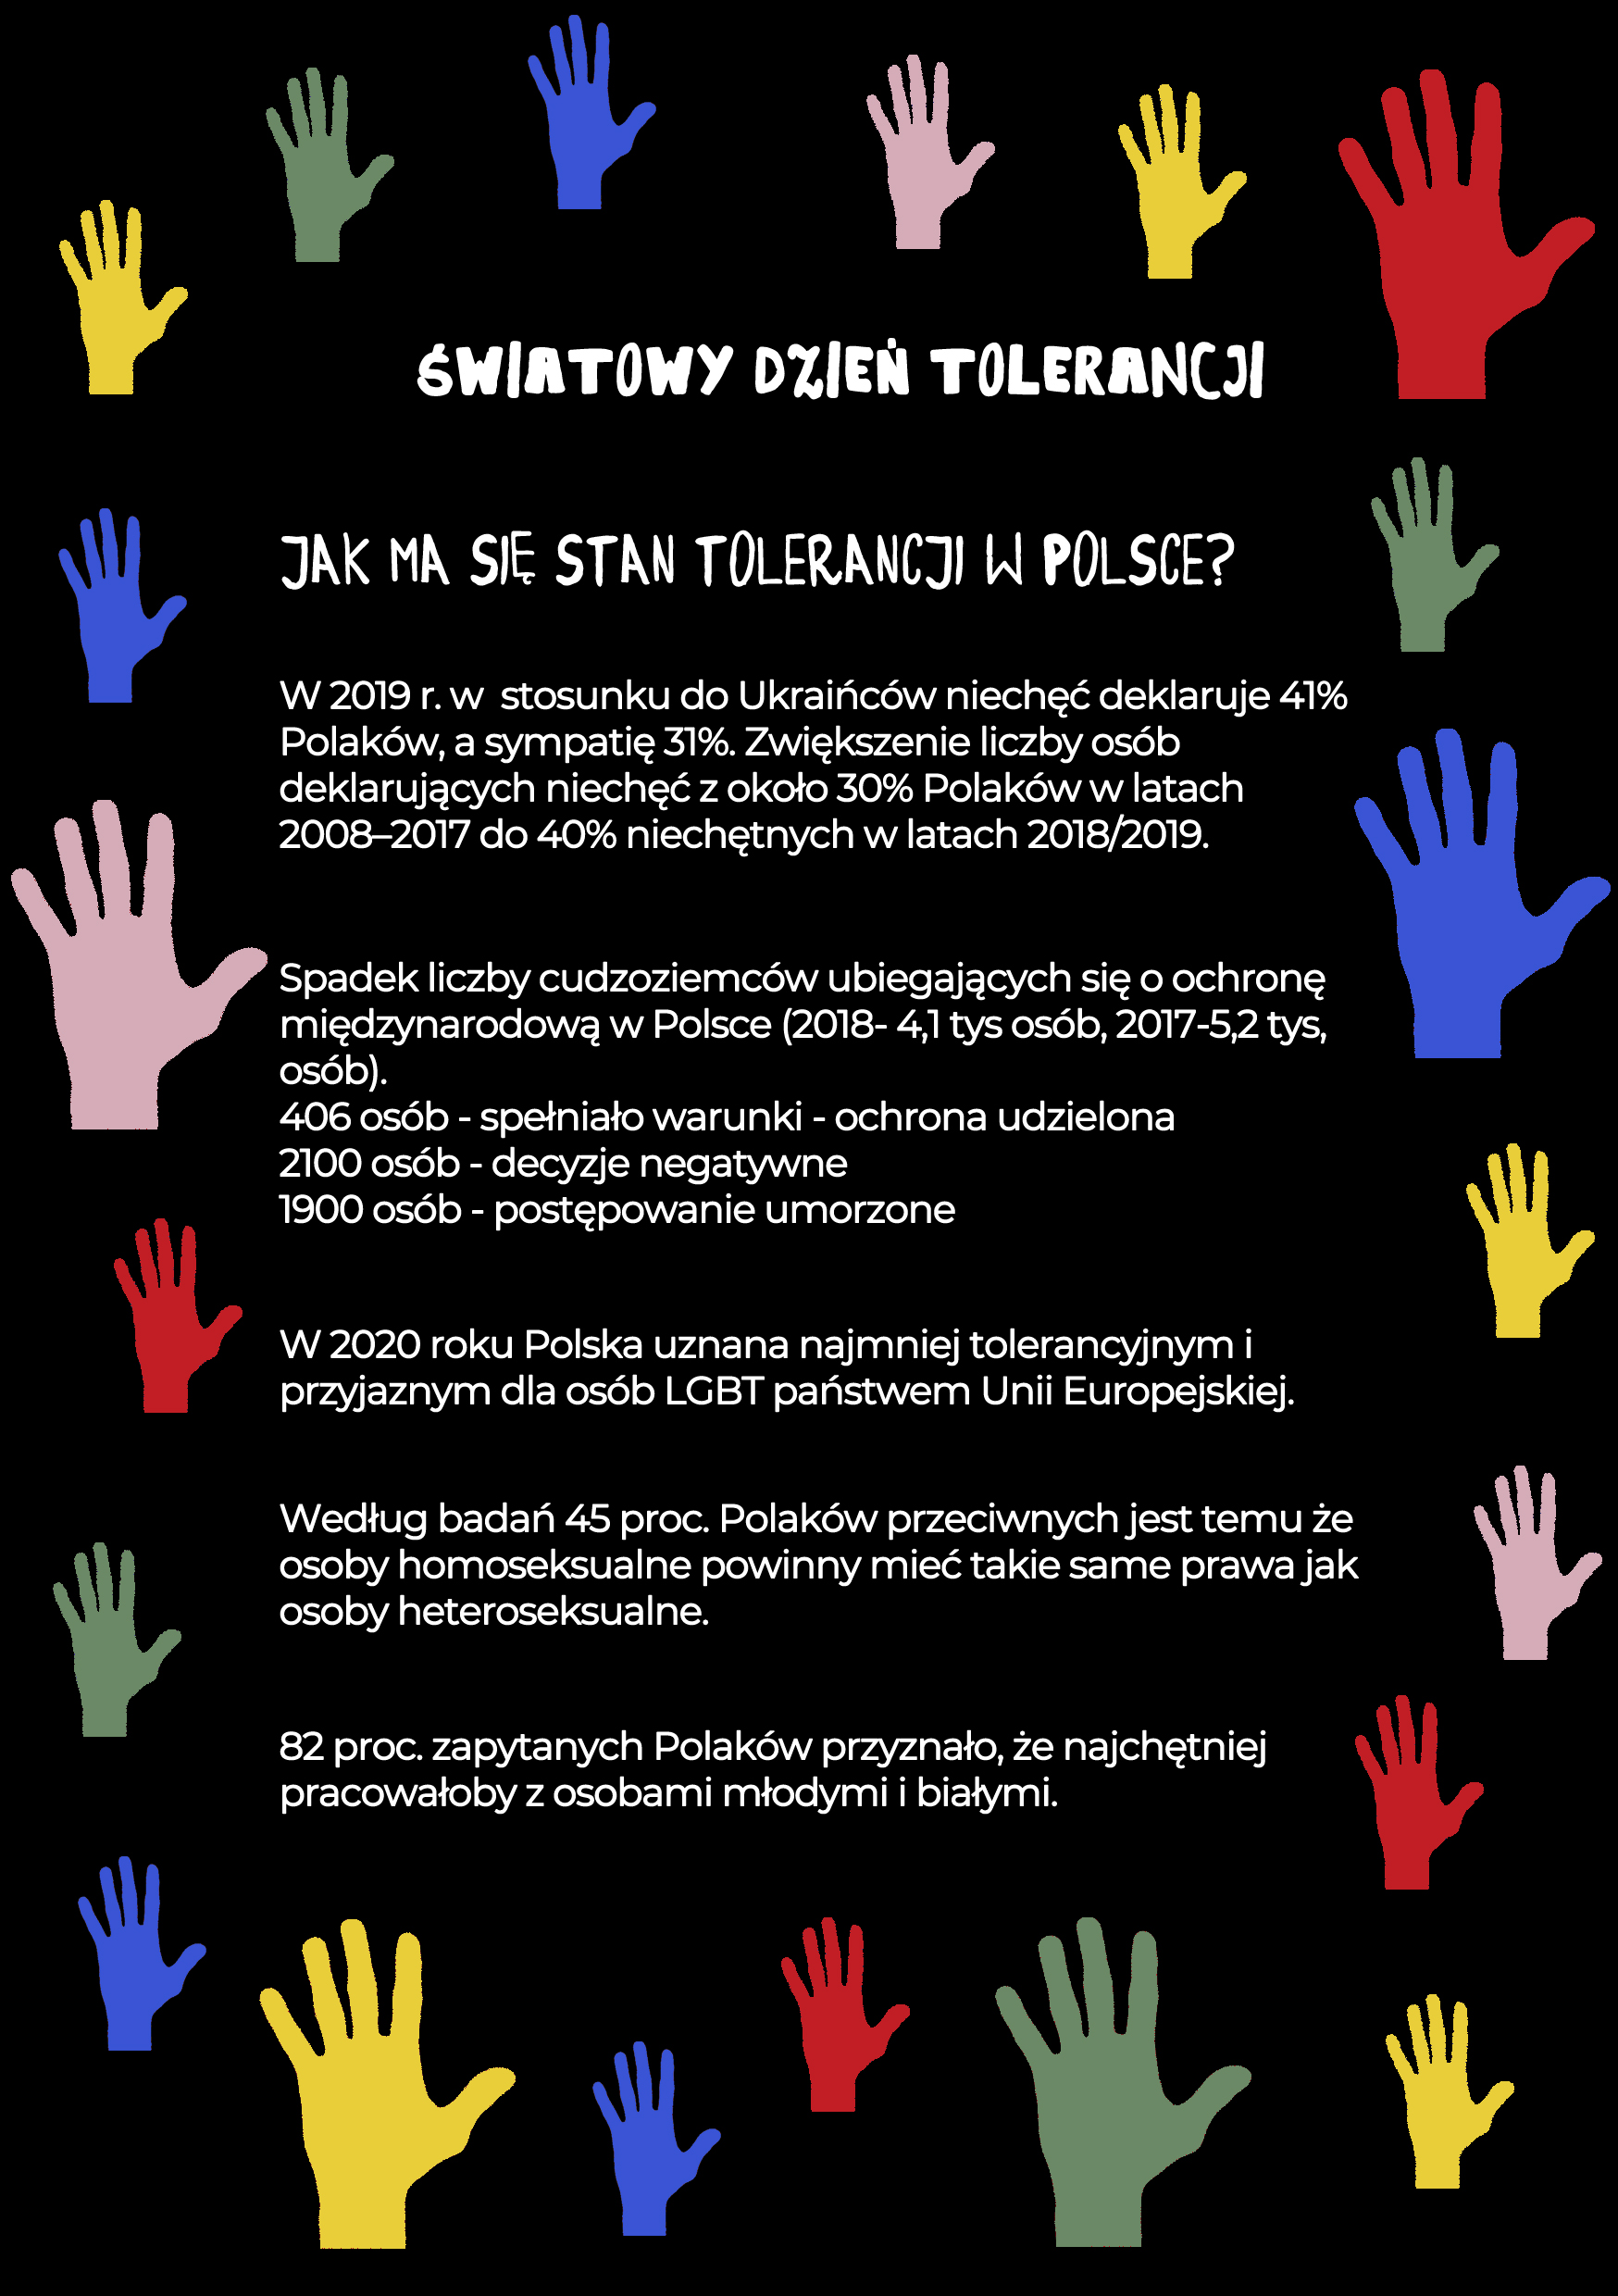 ŚWIATOWY DZIEŃ TOLERANCJI
JAK MA SIĘ STAN TOLERANCJI W POLSCE?
W 2019 r. w  stosunku do Ukraińców niechęć deklaruje 41%
Polaków, a sympatię 31%. Zwiększenie liczby osób
deklarujących niechęć z około 30% Polaków w latach
2008–2017 do 40% niechętnych w latach 2018/2019.
Spadek liczby cudzoziemców ubiegających się o ochronę
międzynarodową w Polsce (2018- 4,1 tys osób, 2017-5,2 tys,
osób).
406 osób - spełniało warunki - ochrona udzielona
2100 osób - decyzje negatywne
1900 osób - postępowanie umorzone
W 2020 roku Polska uznana najmniej tolerancyjnym i
przyjaznym dla osób LGBT państwem Unii Europejskiej.
Według badań 45 proc. Polaków przeciwnych jest temu że
osoby homoseksualne powinny mieć takie same prawa jak
osoby heteroseksualne.
82 proc. zapytanych Polaków przyznało, że najchętniej
pracowałoby z osobami młodymi i białymi.